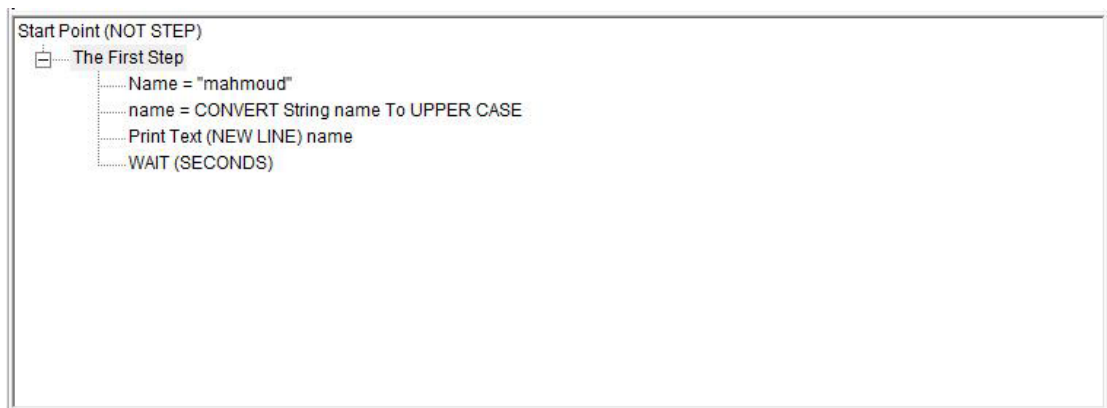 Start Point (NOT STEP)
The First Step
Name = "mahmoud"
name = CONVERT String name To UPPER CASE
Print Text (NEW LINE) name
WAIT (SECONDS)